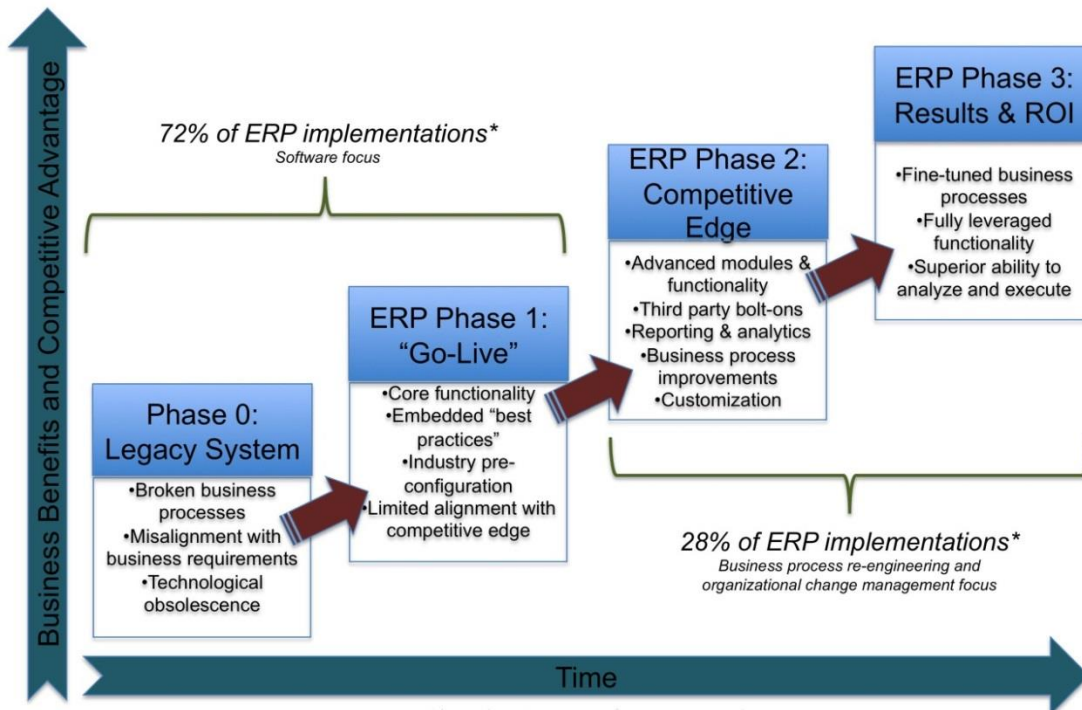 Business Benefits and Competitive Advantage
72% of ERP implementations*
Software focus
Phase 0:
Legacy System
•Broken business
processes
•Misalignment with
business requirements
•Technological
obsolescence
ERP Phase 1:
“Go-Live”
•Core functionality
•Embedded “best
practices”
•Industry pre-
configuration
•Limited alignment with
competitive edge
ERP Phase 2:
Competitive
Edge
•Advanced modules &
functionality
•Third party bolt-ons
•Reporting & analytics
•Business process
improvements
•Customization
ERP Phase 3:
Results & ROI
•Fine-tuned business
processes
•Fully leveraged
functionality
•Superior ability to
analyze and execute
28% of ERP implementations*
Business process re-engineering and
organizational change management focus
Time